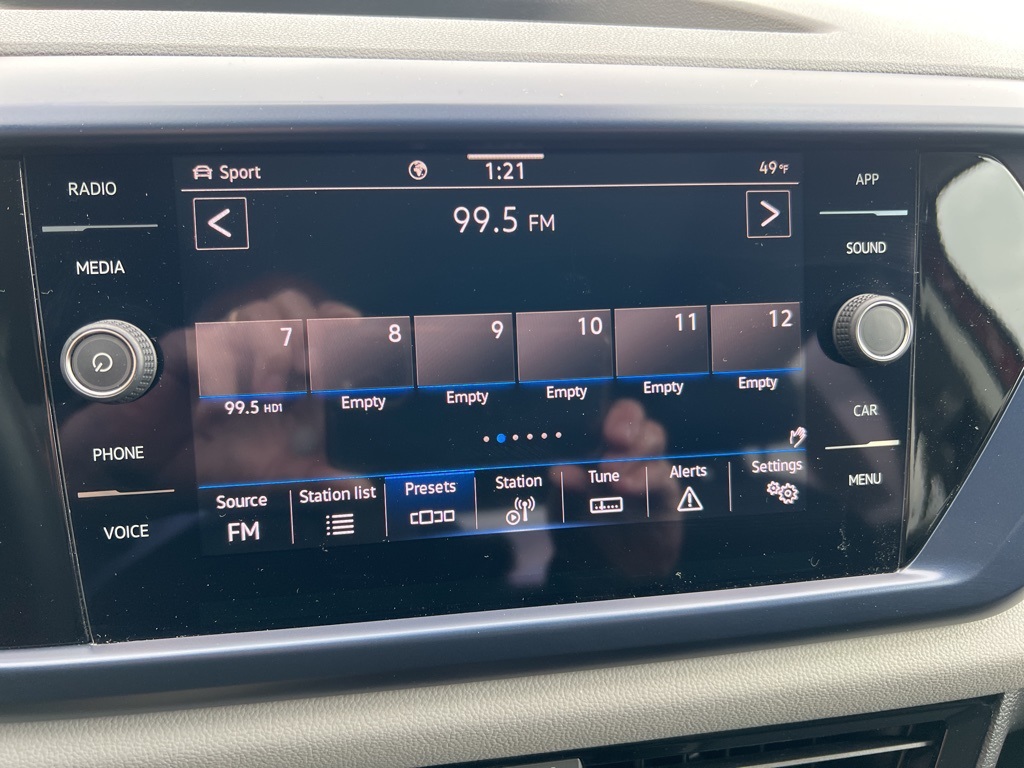 RADIO
MEDIA
PHONE
VOICE
Sport
1:21
49°F
99.5 FM
7
8
9
10
11
12
99.5 HD1
Empty
Empty
Empty
Empty
Empty
Source
FM
Station list
Presets
Station
Tune
Alerts
Settings
APP
SOUND
CAR
MENU